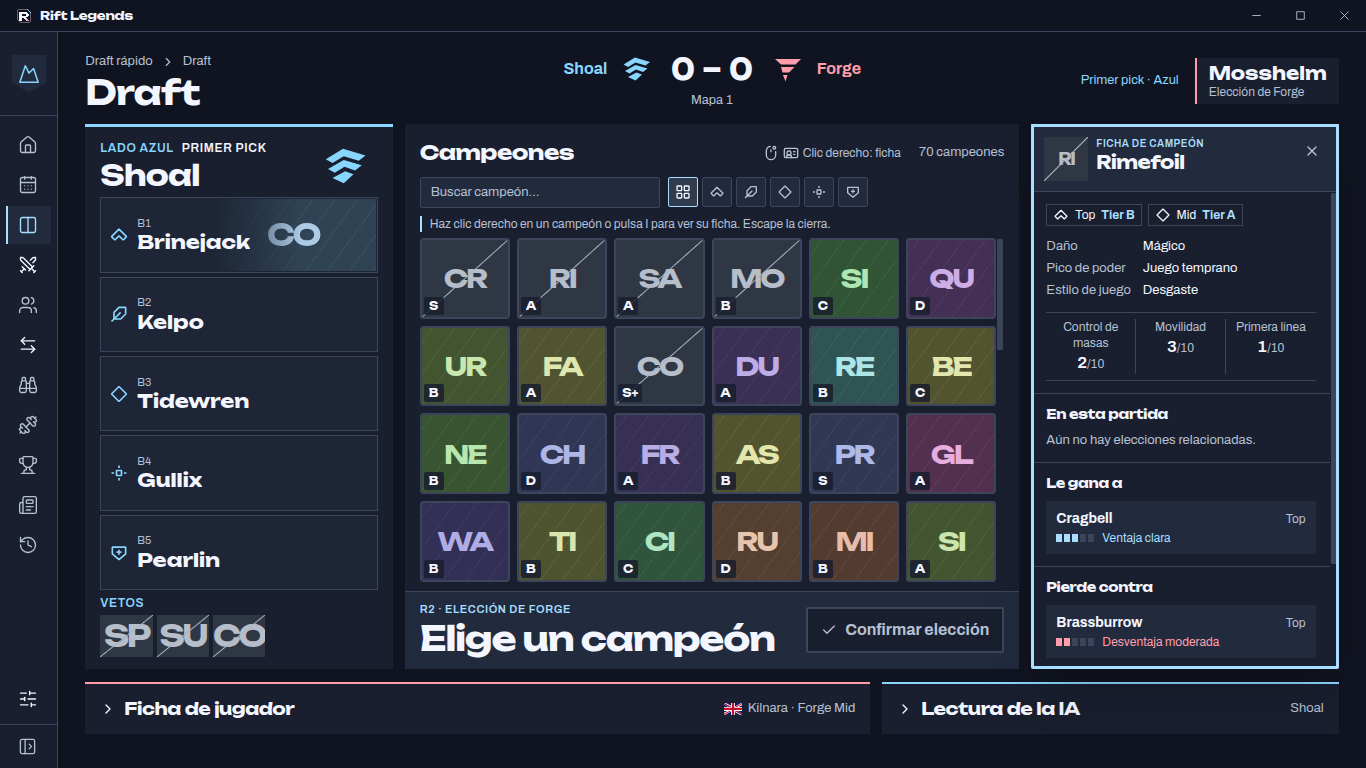 Rift Legends
Draft rápido > Draft
Draft
Shoal 0 – 0 Forge
Mapa 1
Primer pick · Azul
Mosshelm
Elección de Forge
LADO AZUL PRIMER PICK
Shoal
B1
Brinejack
CO
B2
Kelpo
B3
Tidewren
B4
Gullix
B5
Pearlin
VETOS
SP SU CO
Campeones
Clic derecho: ficha
70 campeones
Buscar campeón...
Haz clic derecho en un campeón o pulsa I para ver su ficha. Escape la cierra.
CR RI SA MO SI QU
S A A B C D
UR FA CO DU RE BE
B A S+ A B C
NE CH FR AS PR GL
B D A B S A
WA TI CI RU MI SI
B B C D B A
R2 · ELECCIÓN DE FORGE
Elige un campeón
Confirmar elección
RI
FICHA DE CAMPEÓN
Rimefoil
Top Tier B
Mid Tier A
Daño Mágico
Pico de poder Juego temprano
Estilo de juego Desgaste
Control de masas
2/10
Movilidad
3/10
Primera línea
1/10
En esta partida
Aún no hay elecciones relacionadas.
Le gana a
Cragbell Top
Ventaja clara
Pierde contra
Brassburrow Top
Desventaja moderada
Ficha de jugador
Kilnara · Forge Mid
Lectura de la IA
Shoal